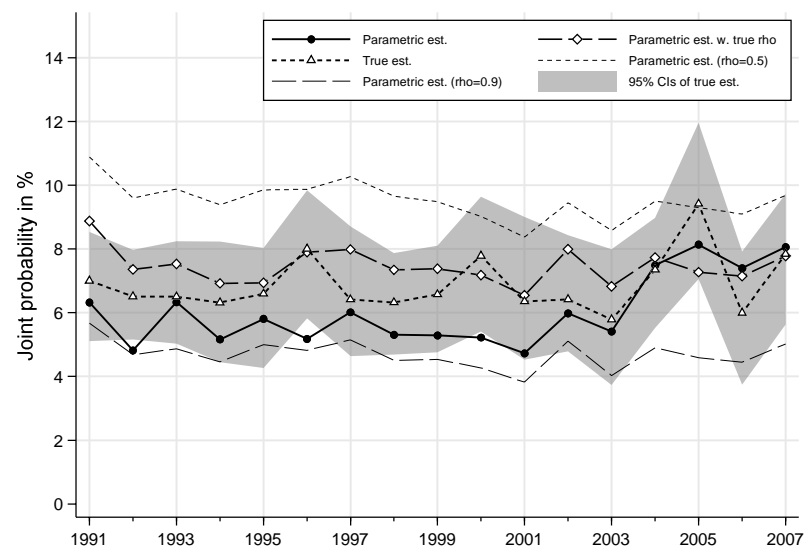 Parametric est.
Parametric est. w. true rho
True est.
Parametric est. (rho=0.5)
Parametric est. (rho=0.9)
95% CIs of true est.
Joint probability in %
14
12
10
8
6
4
2
0
1991 1993 1995 1997 1999 2001 2003 2005 2007